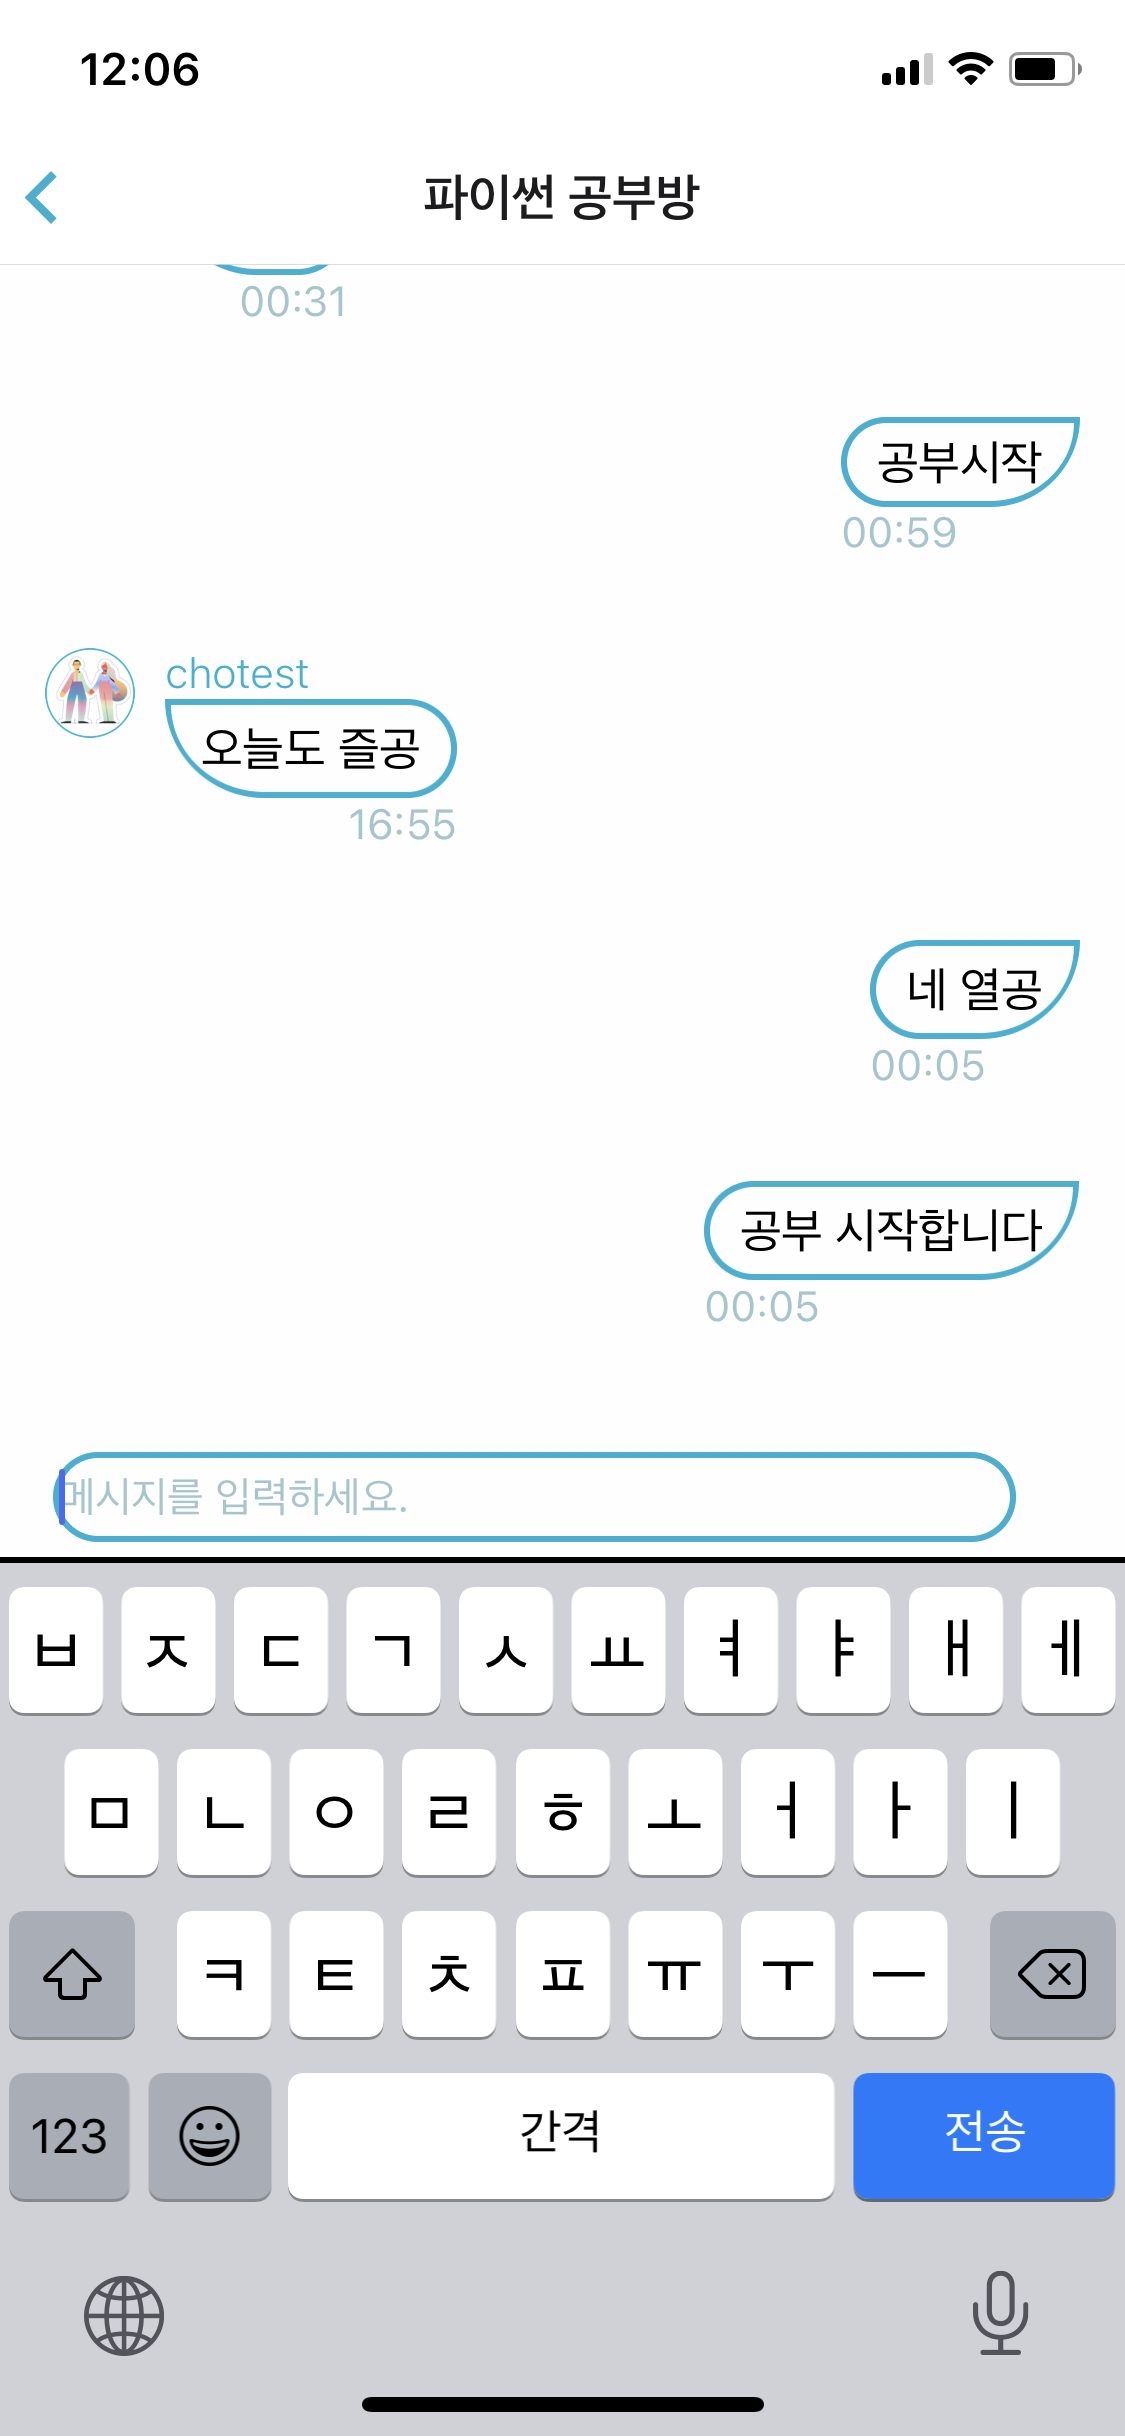 12:06
파이썬 공부방
00:31
공부시작
00:59
chotest
오늘도 즐공
16:55
네 열공
00:05
공부 시작합니다
00:05
메시지를 입력하세요.
ㅂ ㅈ ㄷ ㄱ ㅅ ㅛ ㅕ ㅑ ㅐ ㅔ
ㅁ ㄴ ㅇ ㄹ ㅎ ㅗ ㅓ ㅏ ㅣ
ㅋ ㅌ ㅊ ㅍ ㅠ ㅜ ㅡ
123 간격 전송